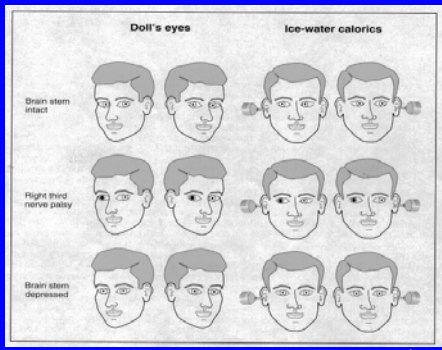 Doll's eyes
Ice-water calorics
Brain stem
intact
Right third
nerve palsy
Brain stem
depressed